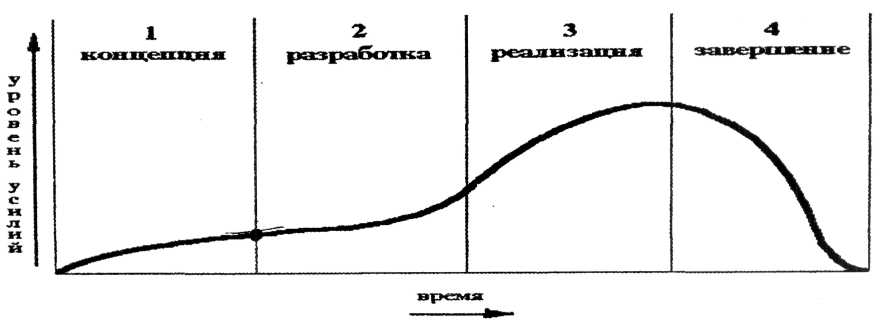 1
концепция
2
разработка
3
реализация
4
завершение
уровень усилий
время